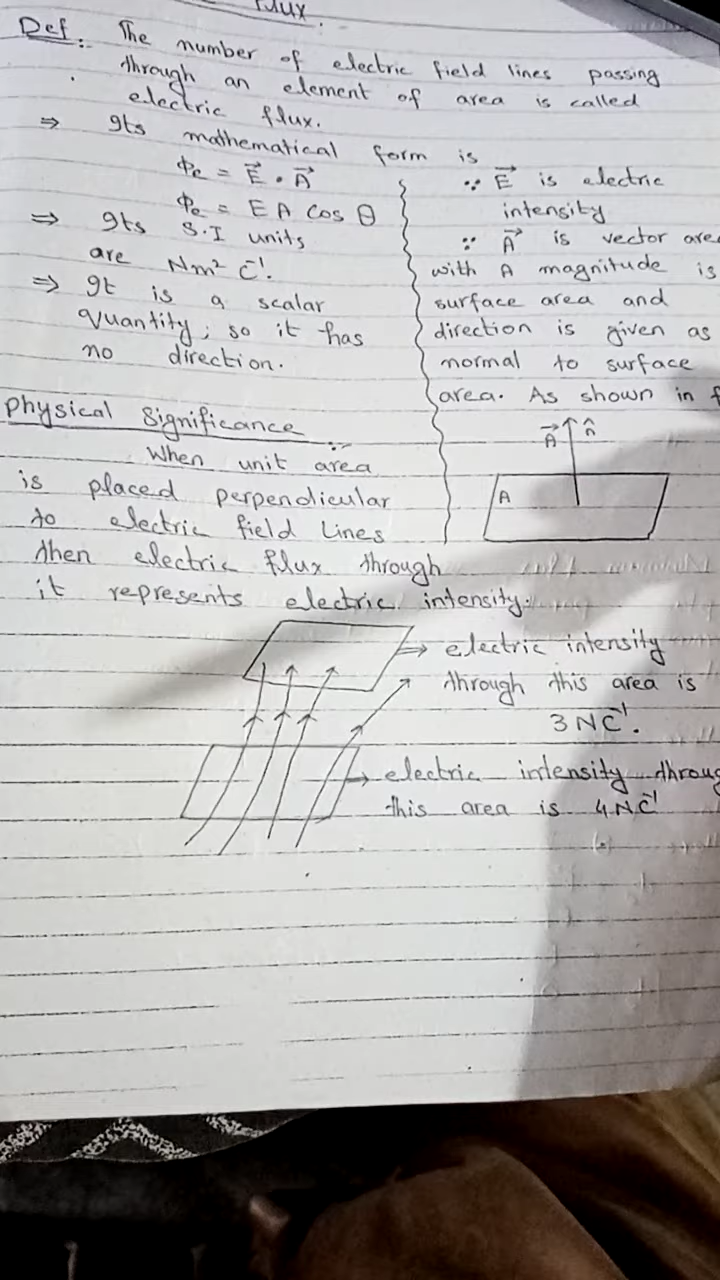 Flux.
Def: The number of electric field lines passing
through an element of area is called
electric flux.
⇒ Its mathematical form is
Φe = E⃗ . A⃗
Φe = E A Cos θ
⇒ Its S.I units
are Nm² C⁻¹.
⇒ It is a scalar
quantity, so it has
no direction.
∵ E⃗ is electric
intensity
∵ A⃗ is vector are
with A magnitude is
surface area and
direction is given as
normal to surface
area. As shown in f
A⃗ n̂
A
Physical Significance :-
When unit area
is placed perpendicular
to electric field Lines
then electric flux through
it represents electric intensity.
⇒ electric intensity
through this area is
3 NC⁻¹.
→ electric intensity throug
this area is 4NC⁻¹